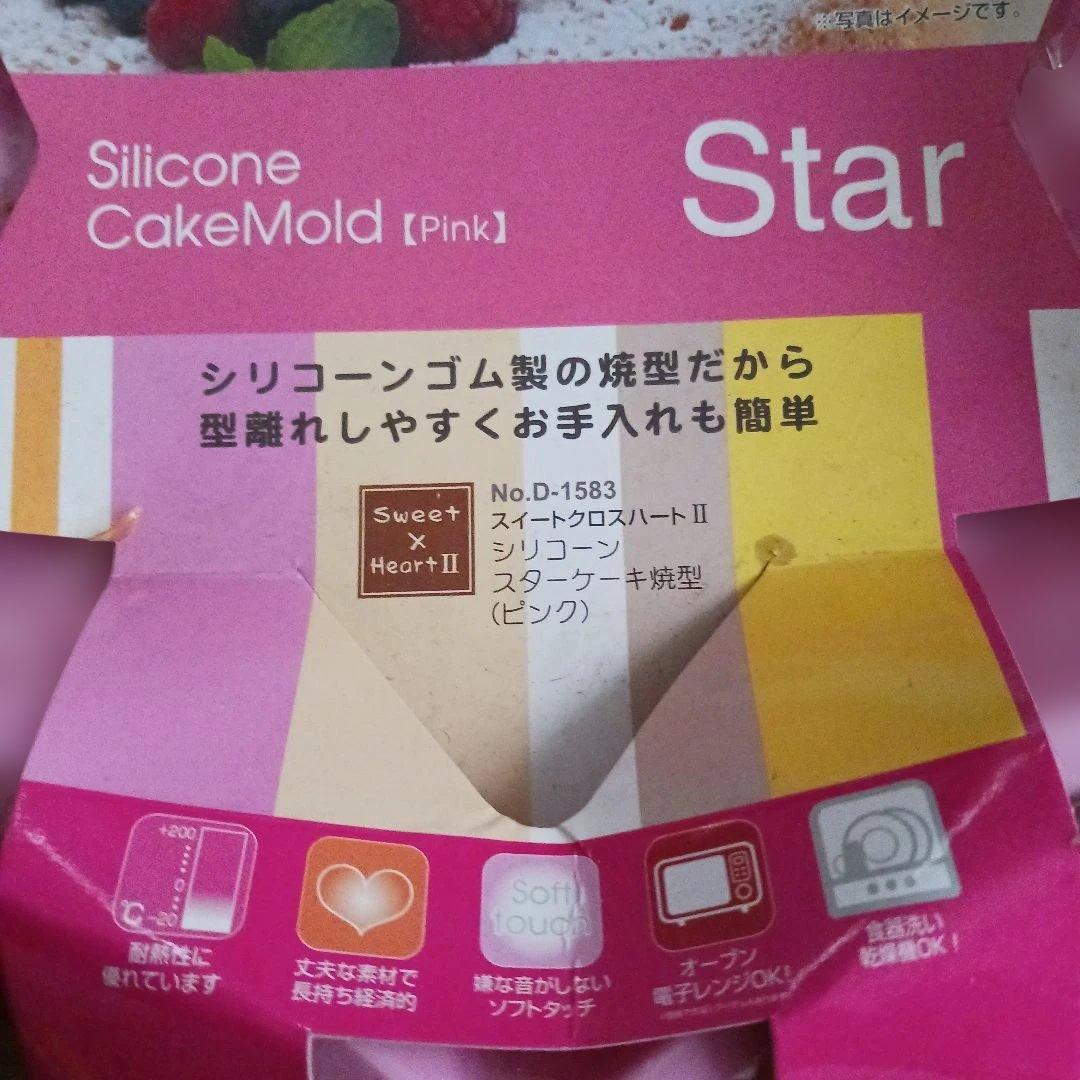 ※写真はイメージです。
Silicone
CakeMold【Pink】
Star
シリコーンゴム製の焼型だから
型離れしやすくお手入れも簡単
Sweet
×
Heart Ⅱ
No.D-1583
スイートクロスハートⅡ
シリコーン
スターケーキ焼型
(ピンク)
+200
0
℃ -20
耐熱性に
優れています
丈夫な素材で
長持ち経済的
Soft
touch
嫌な音がしない
ソフトタッチ
オーブン
電子レンジOK!
食器洗い
乾燥機OK!